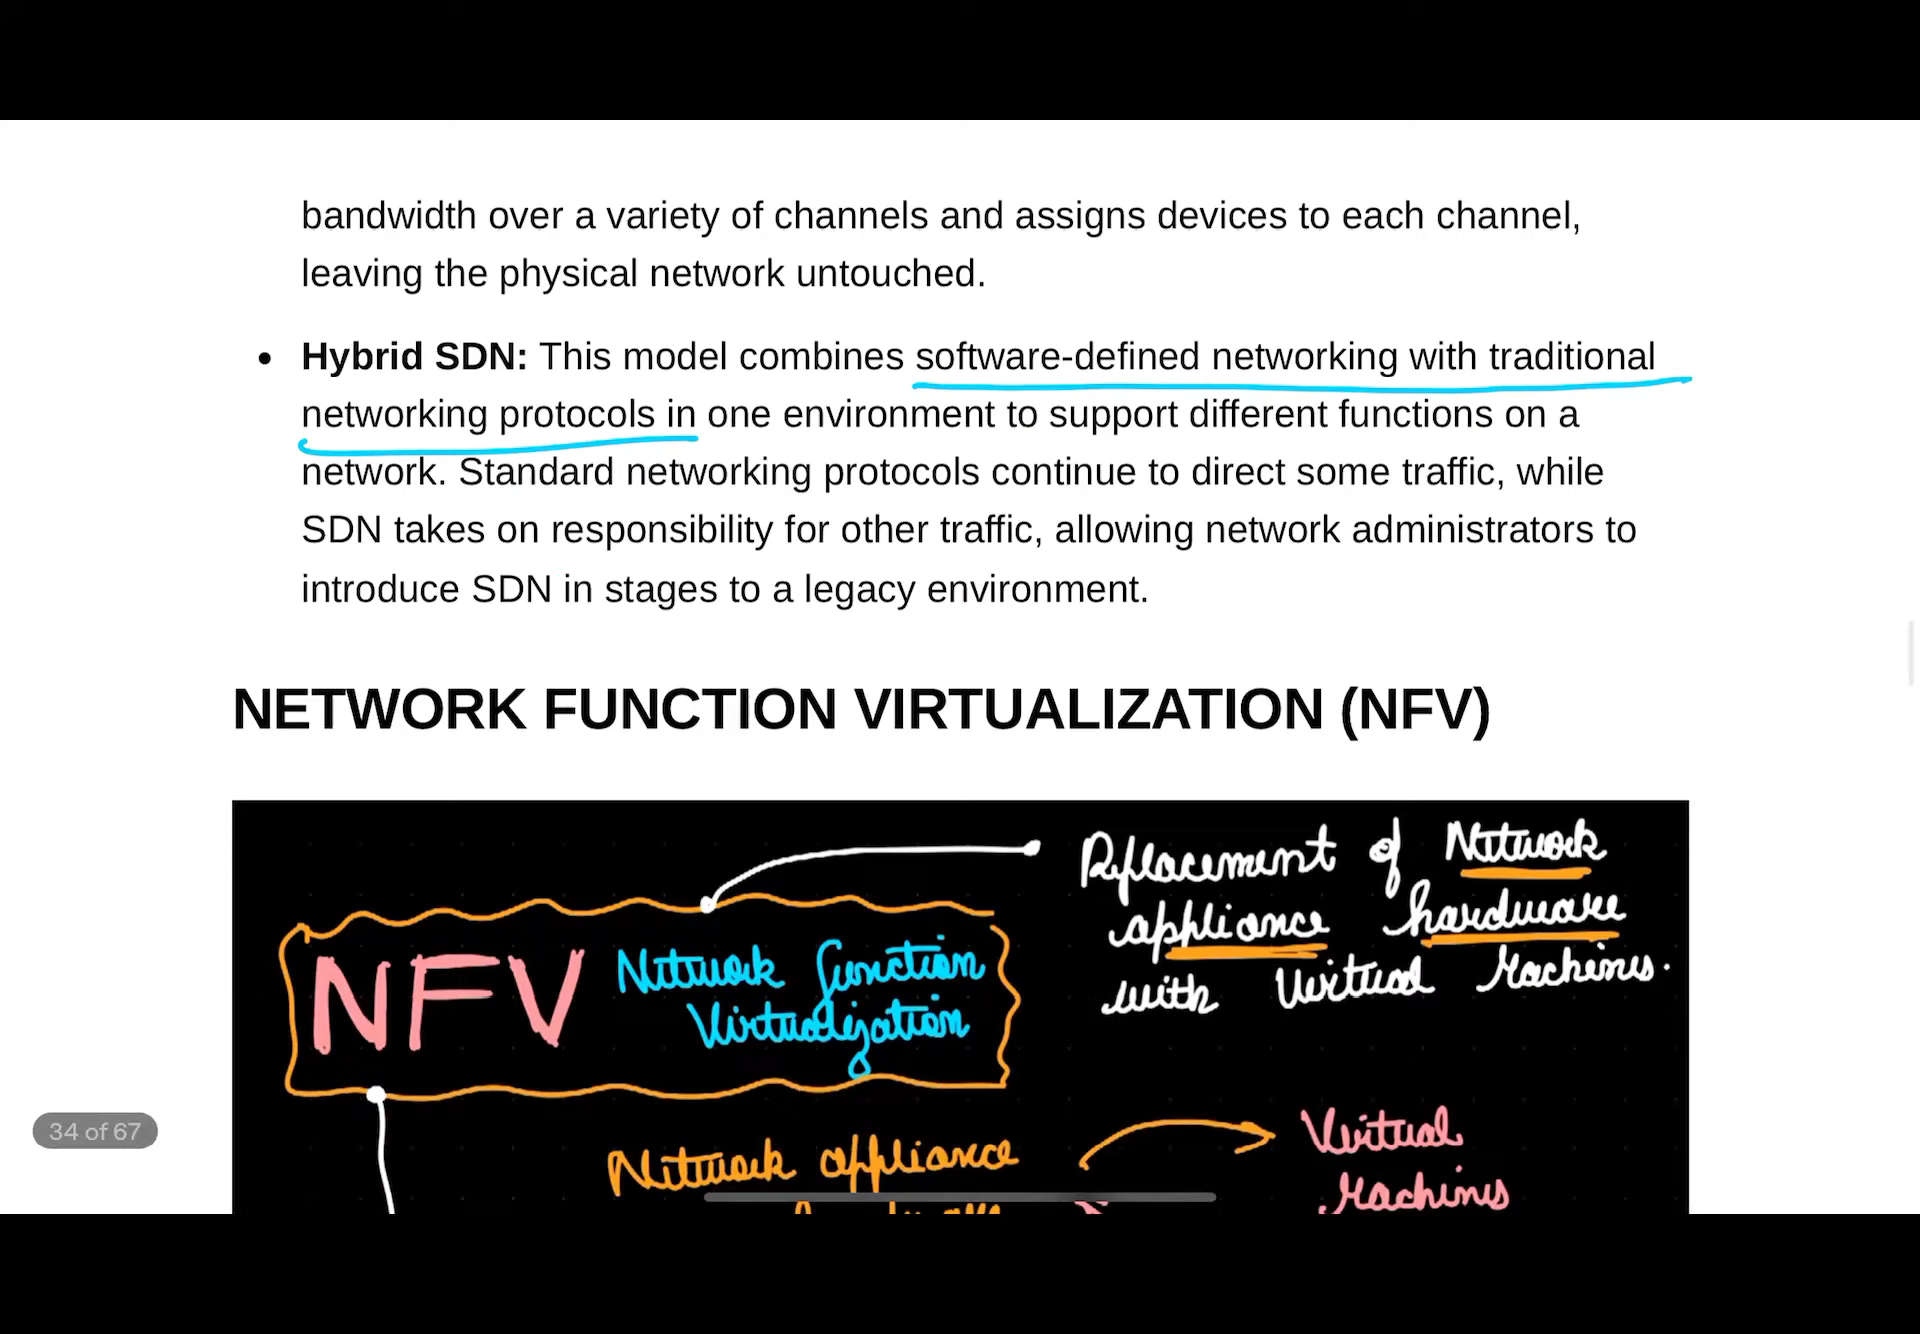 bandwidth over a variety of channels and assigns devices to each channel,
leaving the physical network untouched.
• Hybrid SDN: This model combines software-defined networking with traditional
networking protocols in one environment to support different functions on a
network. Standard networking protocols continue to direct some traffic, while
SDN takes on responsibility for other traffic, allowing network administrators to
introduce SDN in stages to a legacy environment.
NETWORK FUNCTION VIRTUALIZATION (NFV)
Replacement of Network
appliance hardware
with Virtual Machines.
NFV Network function
Virtualization
34 of 67
Network appliance
Virtual
Machines